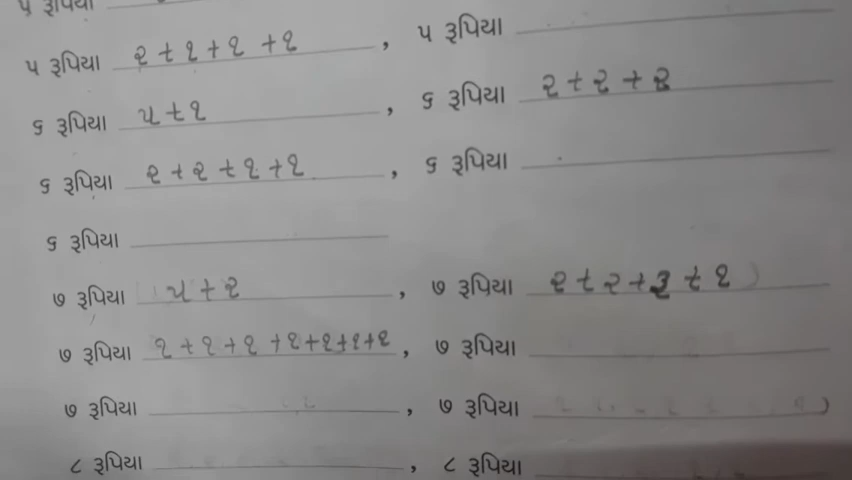 ૫ રૂપિયા
૫ રૂપિયા ૨ + ૧ + ૧ + ૧ , ૫ રૂપિયા
૬ રૂપિયા ૫ + ૧ , ૬ રૂપિયા ૨ + ૨ + ૨
૬ રૂપિયા ૨ + ૨ + ૧ + ૧ , ૬ રૂપિયા
૬ રૂપિયા
૭ રૂપિયા ૫ + ૨ , ૭ રૂપિયા ૨ + ૨ + ૨ + ૧
૭ રૂપિયા ૧ + ૧ + ૧ + ૧ + ૧ + ૧ + ૧ , ૭ રૂપિયા
૭ રૂપિયા , ૭ રૂપિયા
૮ રૂપિયા , ૮ રૂપિયા